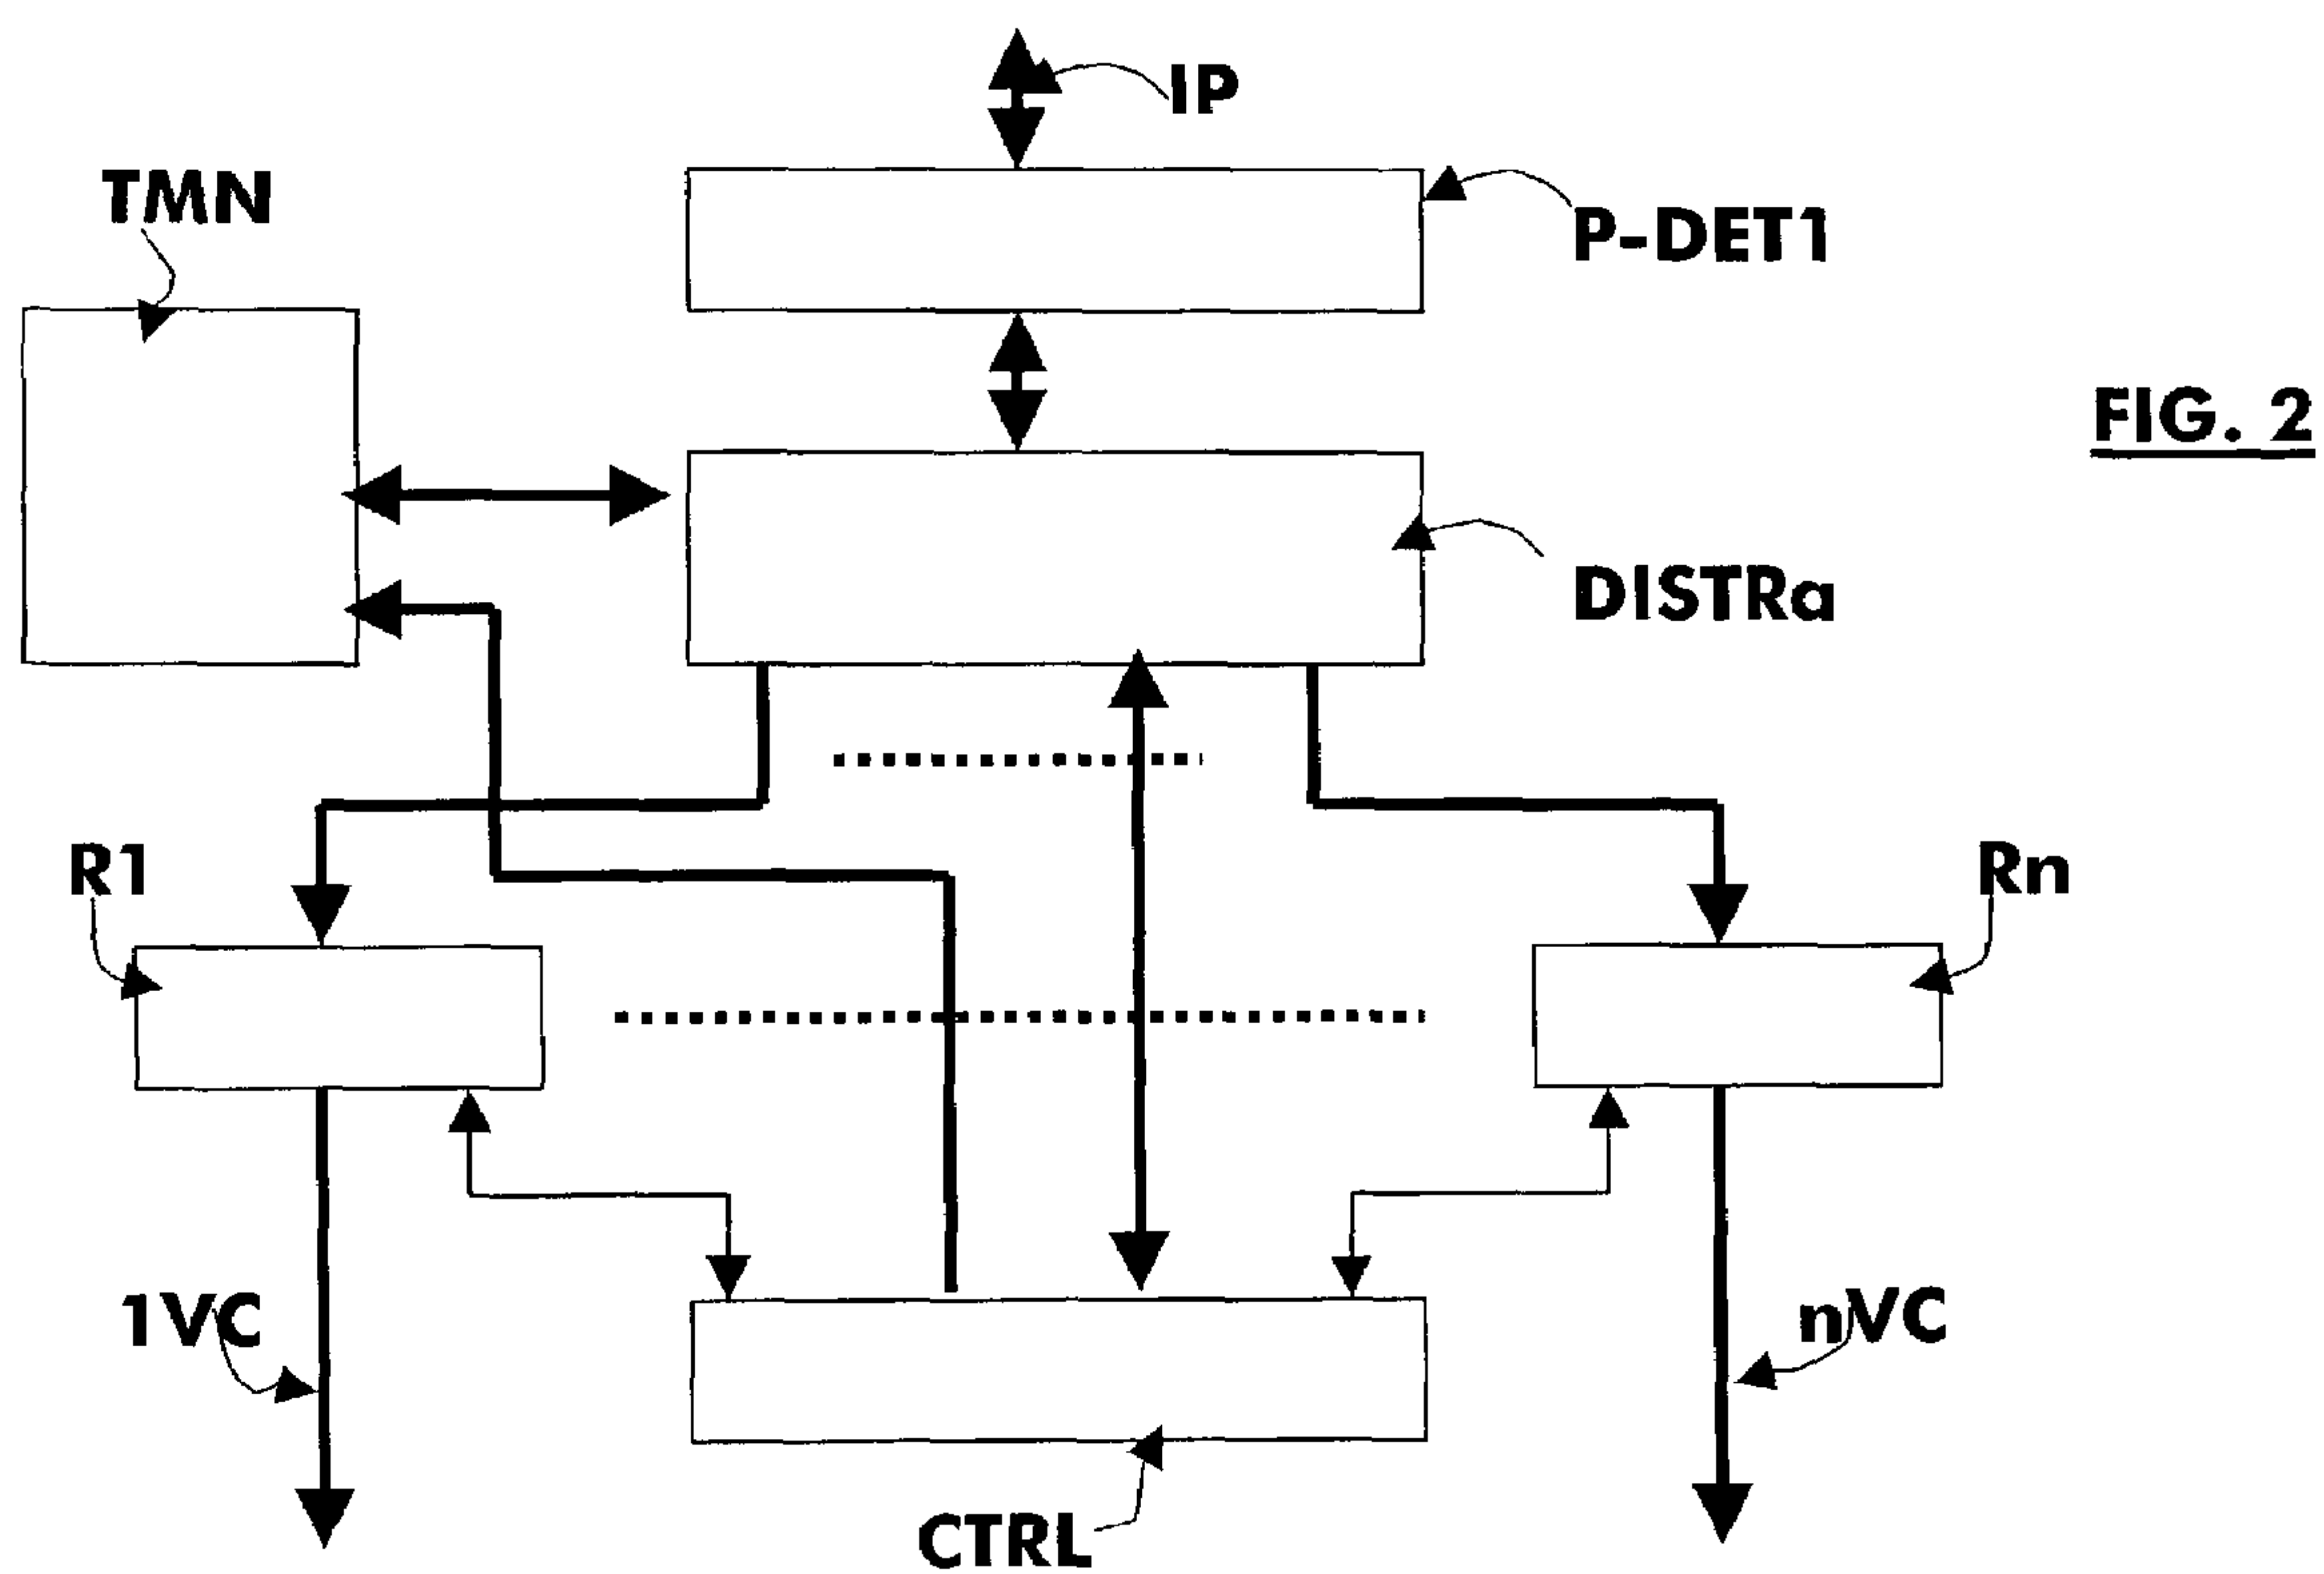 IP
TMN
P-DET1
FIG. 2
DISTRa
R1
Rn
1VC
nVC
CTRL